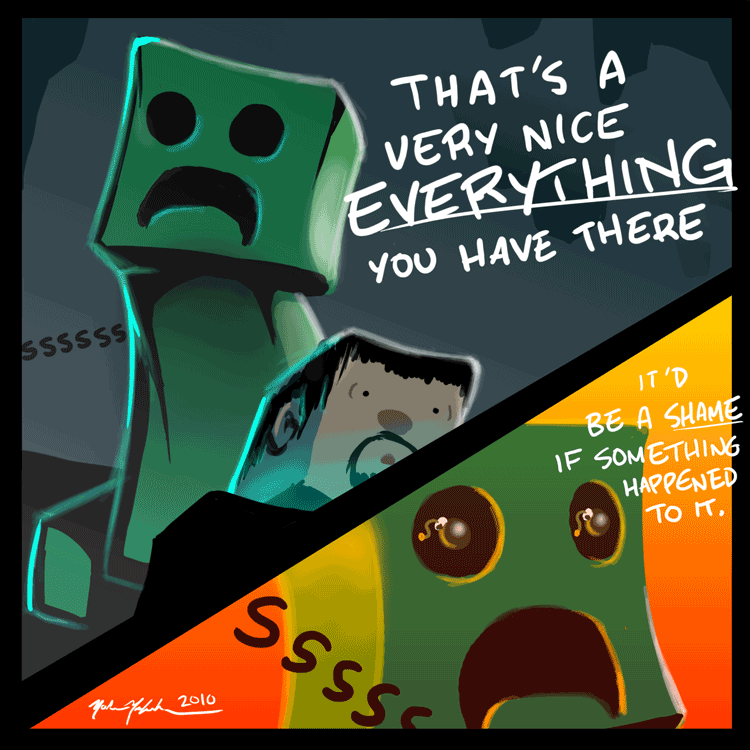 THAT'S A
VERY NICE
EVERYTHING
YOU HAVE THERE
SSSSSS
IT'D
BE A SHAME
IF SOMETHING
HAPPENED
TO IT.
SSSSS
2010